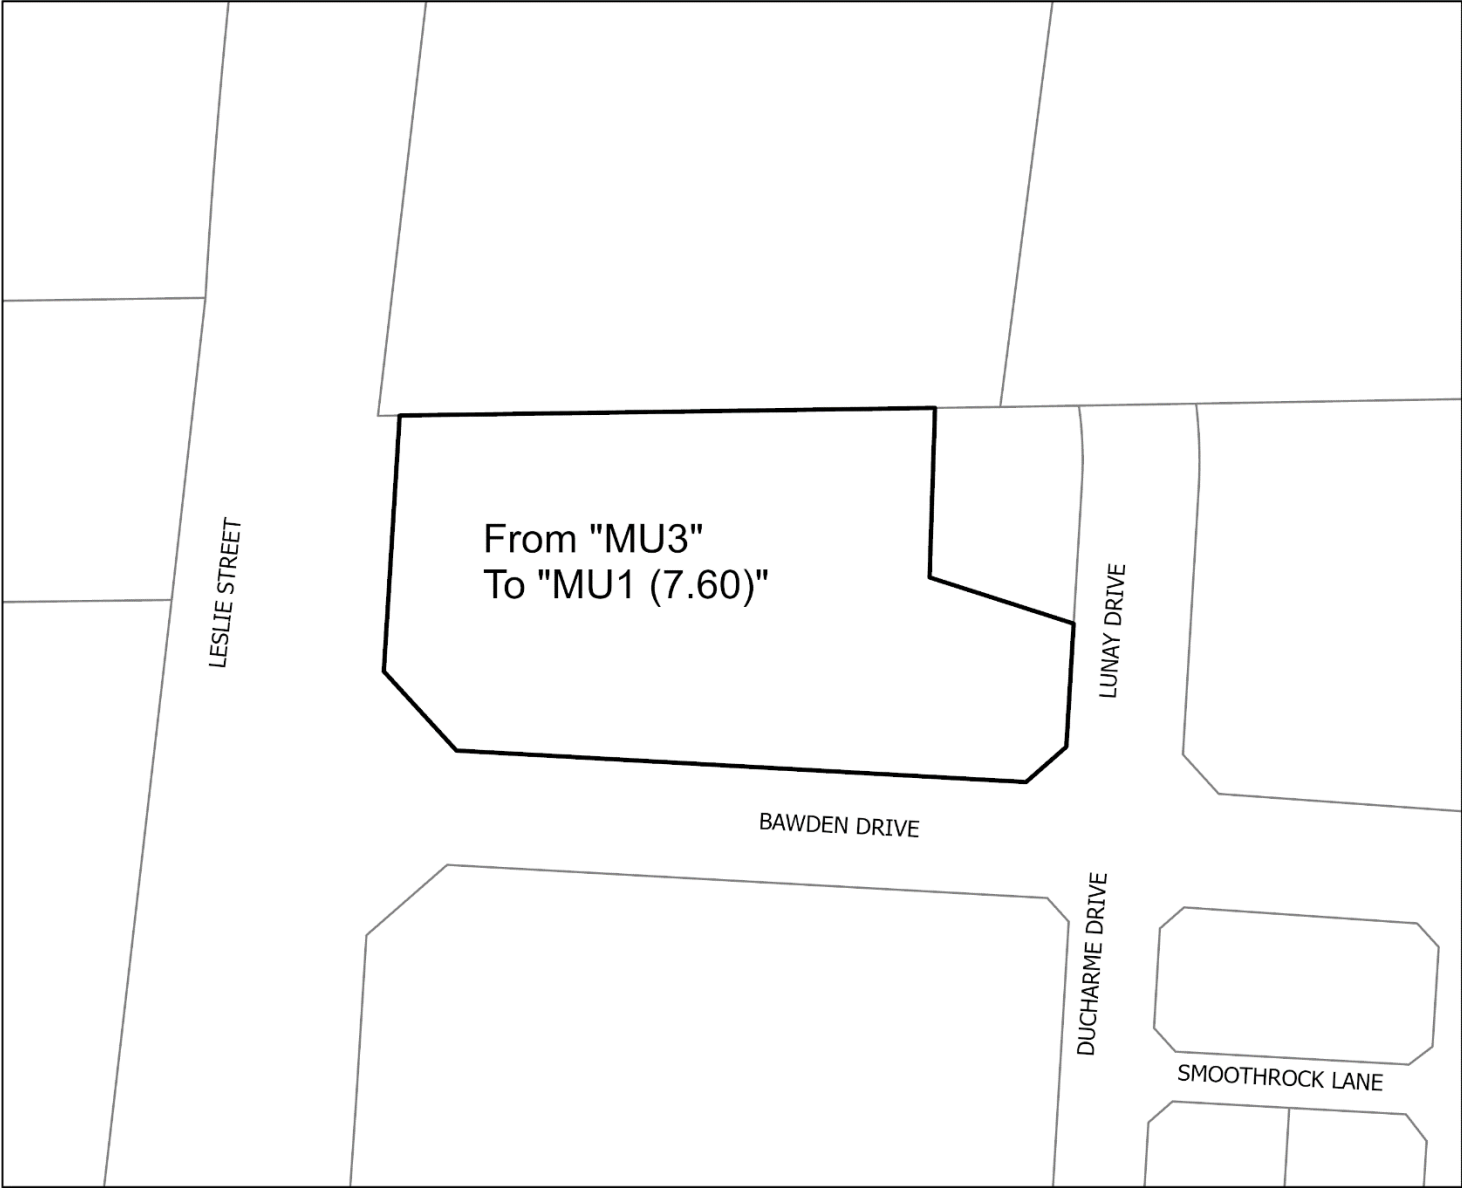 From "MU3"
To "MU1 (7.60)"
LESLIE STREET
LUNAY DRIVE
BAWDEN DRIVE
DUCHARME DRIVE
SMOOTHROCK LANE